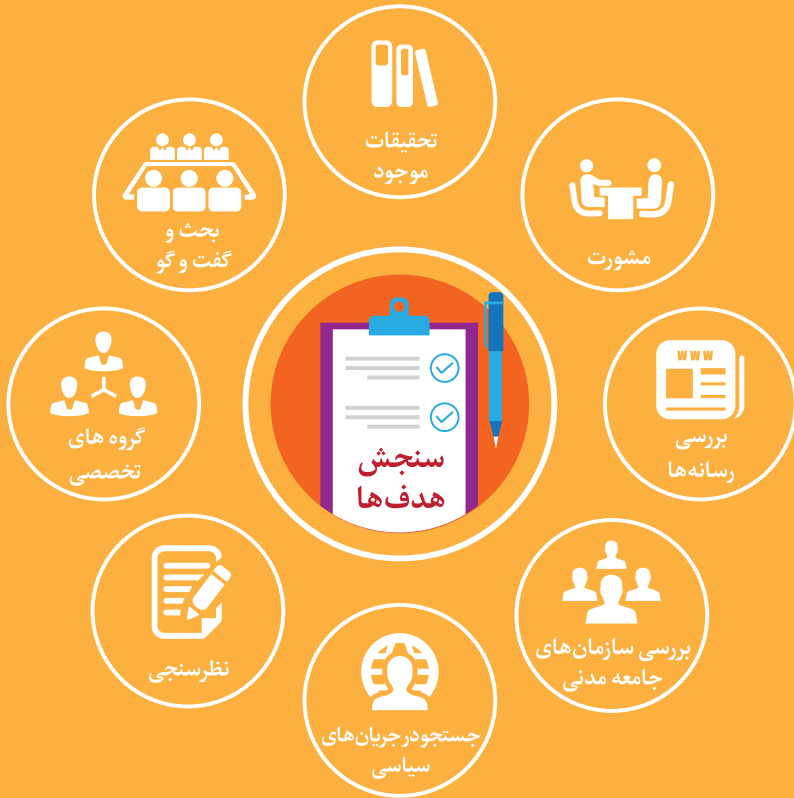 تحقیقات
موجود
مشورت
WWW
بررسی
رسانه‌ها
بررسی سازمان‌های
جامعه مدنی
جستجودرجریان‌های
سیاسی
نظرسنجی
گروه های
تخصصی
بحث و
گفت و گو
سنجش
هدف‌ها